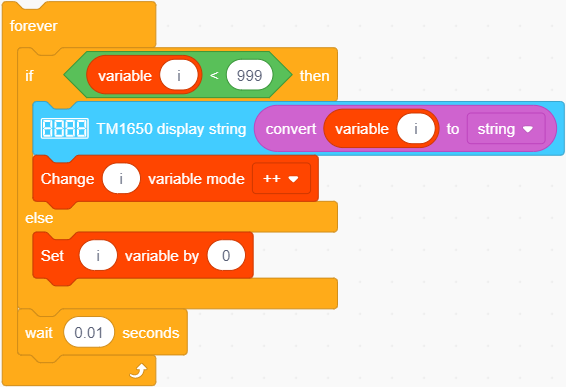 forever
if variable i < 999 then
TM1650 display string convert variable i to string
Change i variable mode ++
else
Set i variable by 0
wait 0.01 seconds